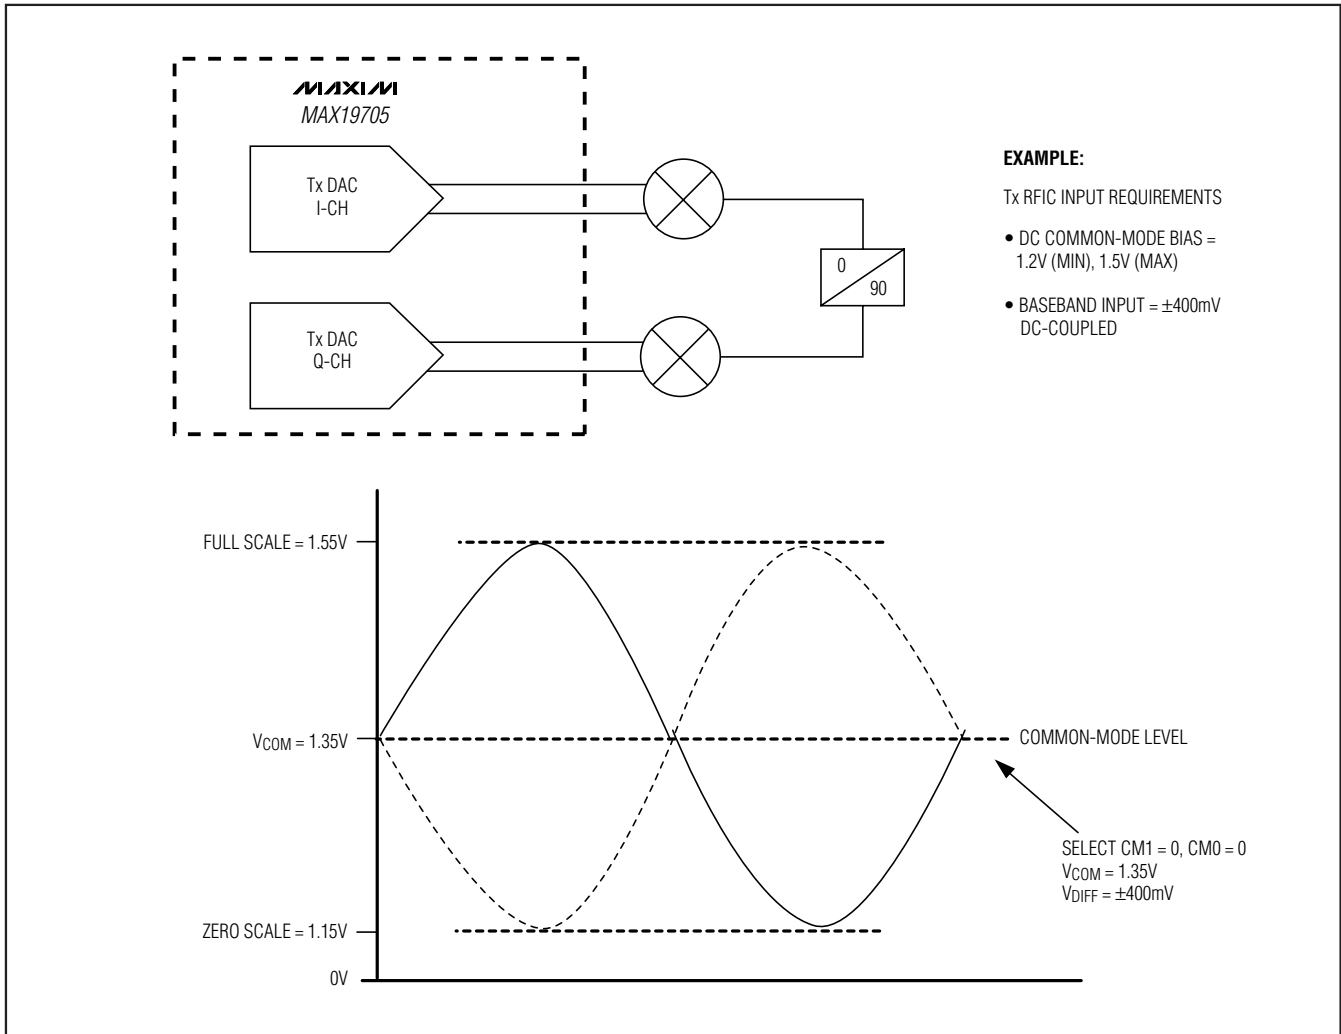 MAXIM
MAX19705
Tx DAC
I-CH
Tx DAC
Q-CH
0
90
EXAMPLE:
Tx RFIC INPUT REQUIREMENTS
• DC COMMON-MODE BIAS =
1.2V (MIN), 1.5V (MAX)
• BASEBAND INPUT = ±400mV
DC-COUPLED
FULL SCALE = 1.55V
VCOM = 1.35V
COMMON-MODE LEVEL
SELECT CM1 = 0, CM0 = 0
VCOM = 1.35V
VDIFF = ±400mV
ZERO SCALE = 1.15V
0V